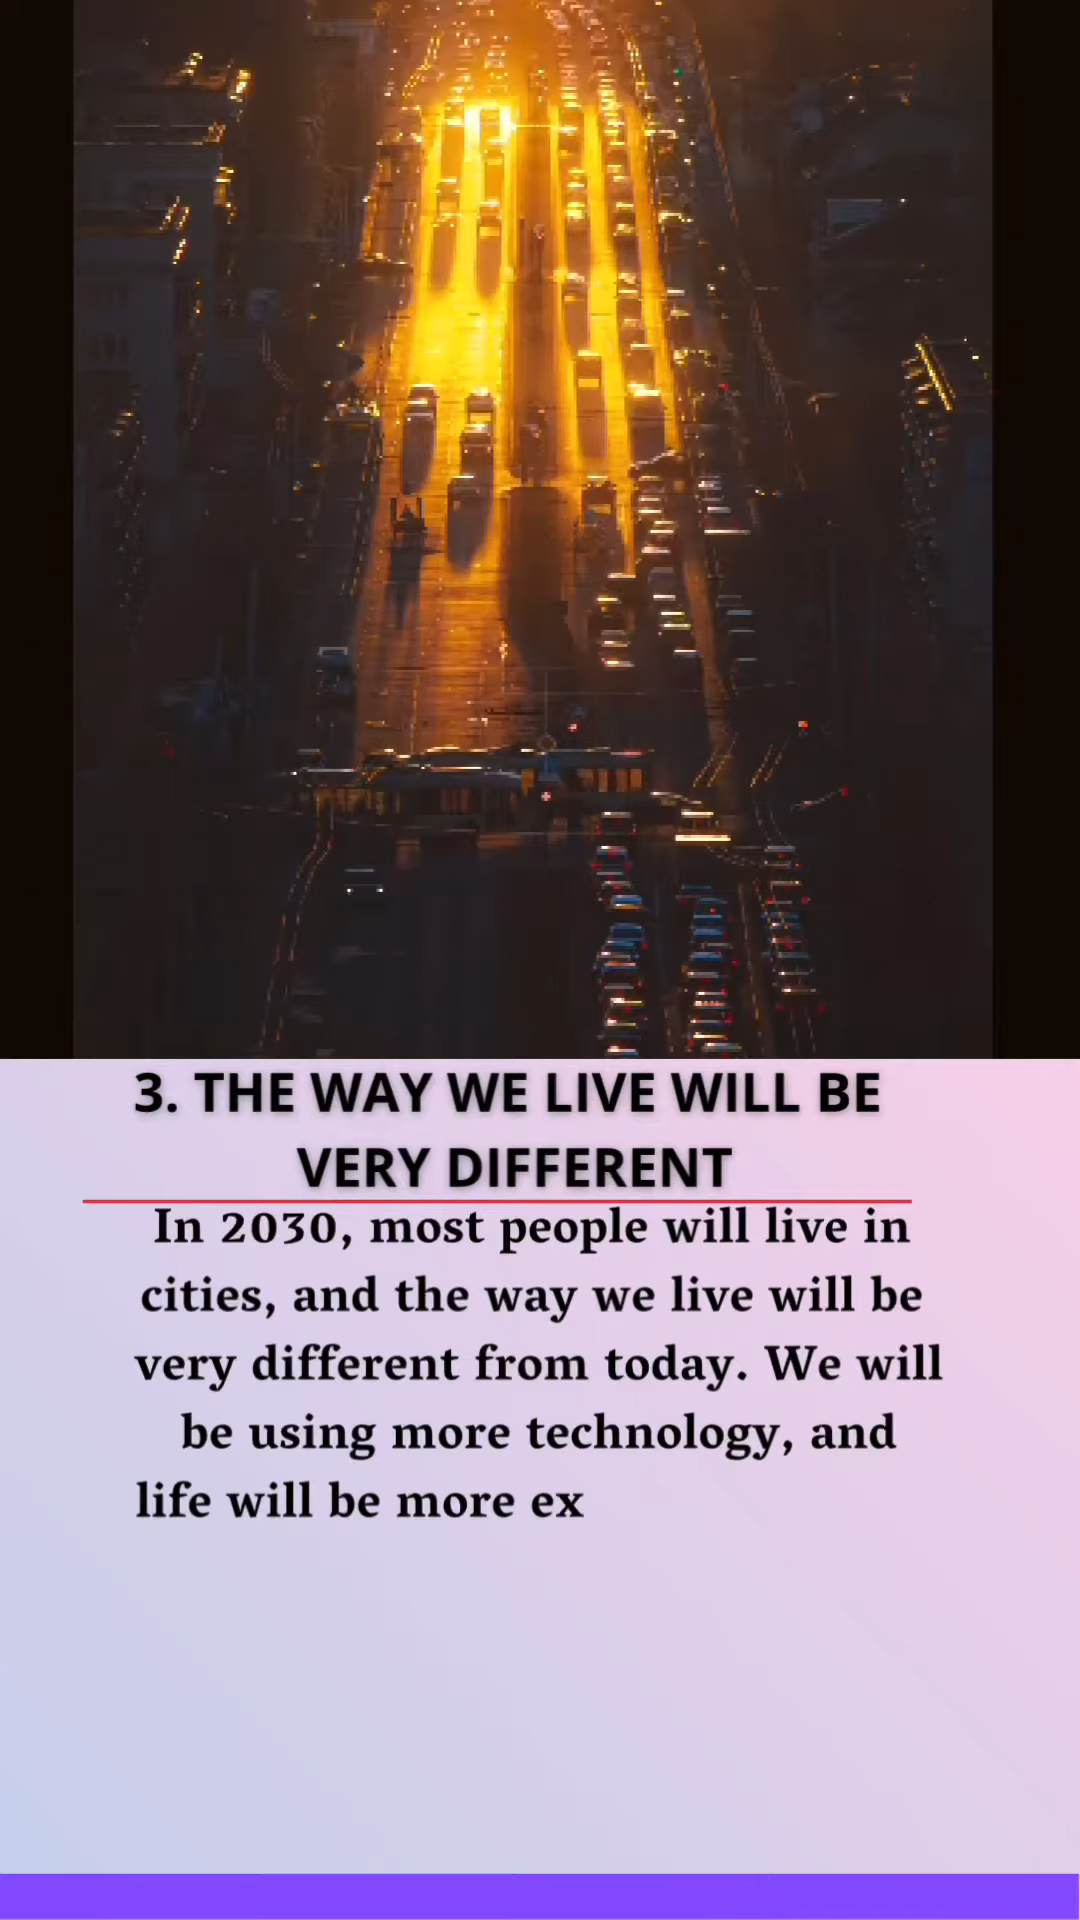 3. THE WAY WE LIVE WILL BE
VERY DIFFERENT
In 2030, most people will live in
cities, and the way we live will be
very different from today. We will
be using more technology, and
life will be more ex